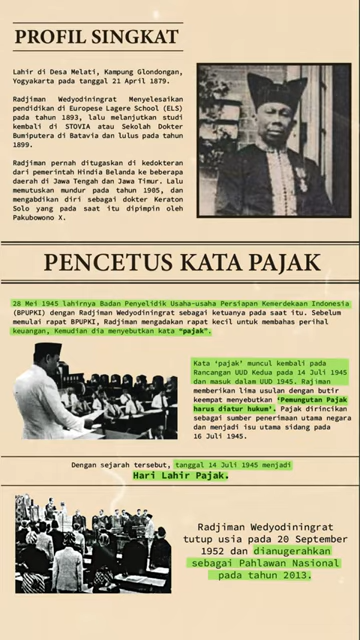 PROFIL SINGKAT
Lahir di Desa Melati, Kampung Glondongan,
Yogyakarta pada tanggal 21 April 1879.
Radjiman Wedyodiningrat Menyelesaikan
pendidikan di Europese Lagere School (ELS)
pada tahun 1893, lalu melanjutkan studi
kembali di STOVIA atau Sekolah Dokter
Bumiputera di Batavia dan lulus pada tahun
1899.
Radjiman pernah ditugaskan di kedokteran
dari pemerintah Hindia Belanda ke beberapa
daerah di Jawa Tengah dan Jawa Timur. Lalu
memutuskan mundur pada tahun 1905, dan
mengabdikan diri sebagai dokter Keraton
Solo yang pada saat itu dipimpin oleh
Pakubowono X.
PENCETUS KATA PAJAK
28 Mei 1945 lahirnya Badan Penyelidik Usaha-usaha Persiapan Kemerdekaan Indonesia
(BPUPKI) dengan Radjiman Wedyodiningrat sebagai ketuanya pada saat itu. Sebelum
memulai rapat BPUPKI, Radjiman mengadakan rapat kecil untuk membahas perihal
keuangan, Kemudian dia menyebutkan kata "pajak".
Kata 'pajak' muncul kembali pada
Rancangan UUD Kedua pada 14 Juli 1945
dan masuk dalam UUD 1945. Rajiman
memberikan lima usulan dengan butir
keempat menyebutkan 'Pemungutan Pajak
harus diatur hukum'. Pajak dirincikan
sebagai sumber penerimaan utama negara
dan menjadi isu utama sidang pada
16 Juli 1945.
Dengan sejarah tersebut, tanggal 14 Juli 1945 menjadi
Hari Lahir Pajak.
Radjiman Wedyodiningrat
tutup usia pada 20 September
1952 dan dianugerahkan
sebagai Pahlawan Nasional
pada tahun 2013.